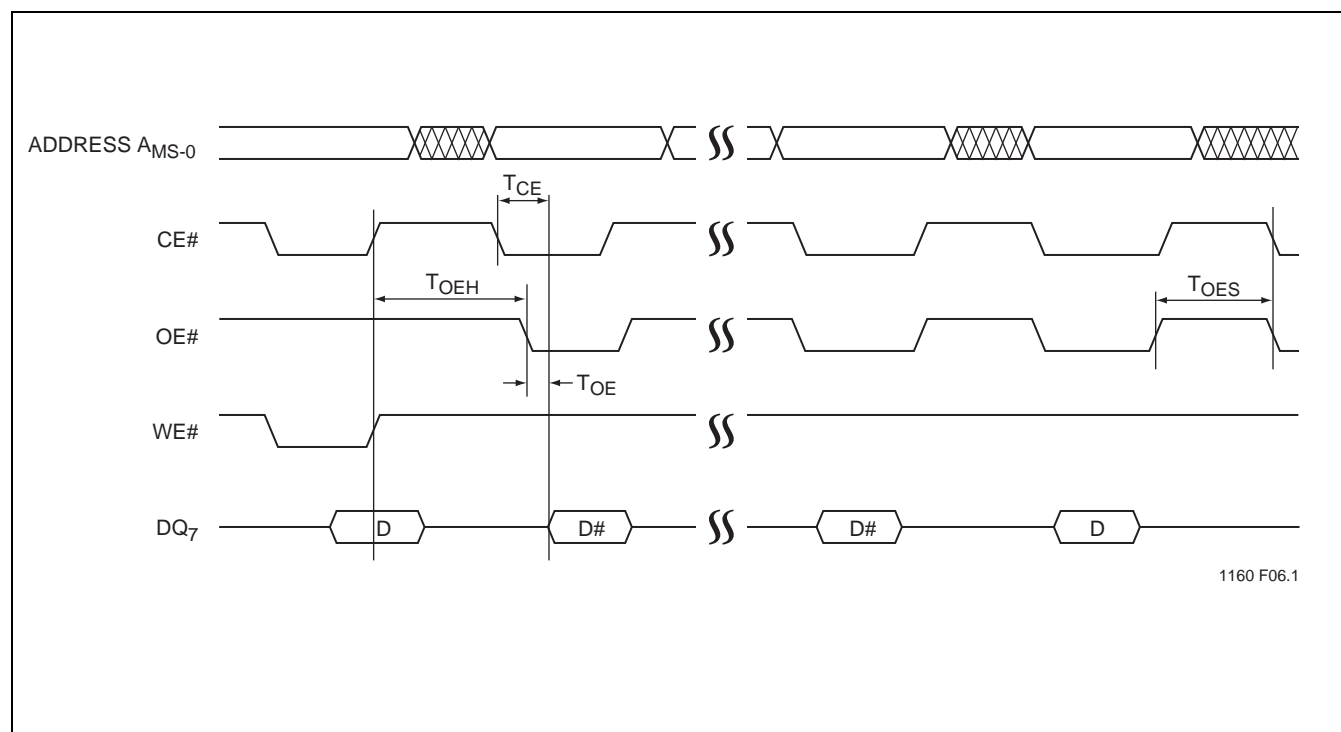 ADDRESS AMS-0
TCE
CE#
TOEH
TOES
OE#
TOE
WE#
DQ7
D
D#
D#
D
1160 F06.1